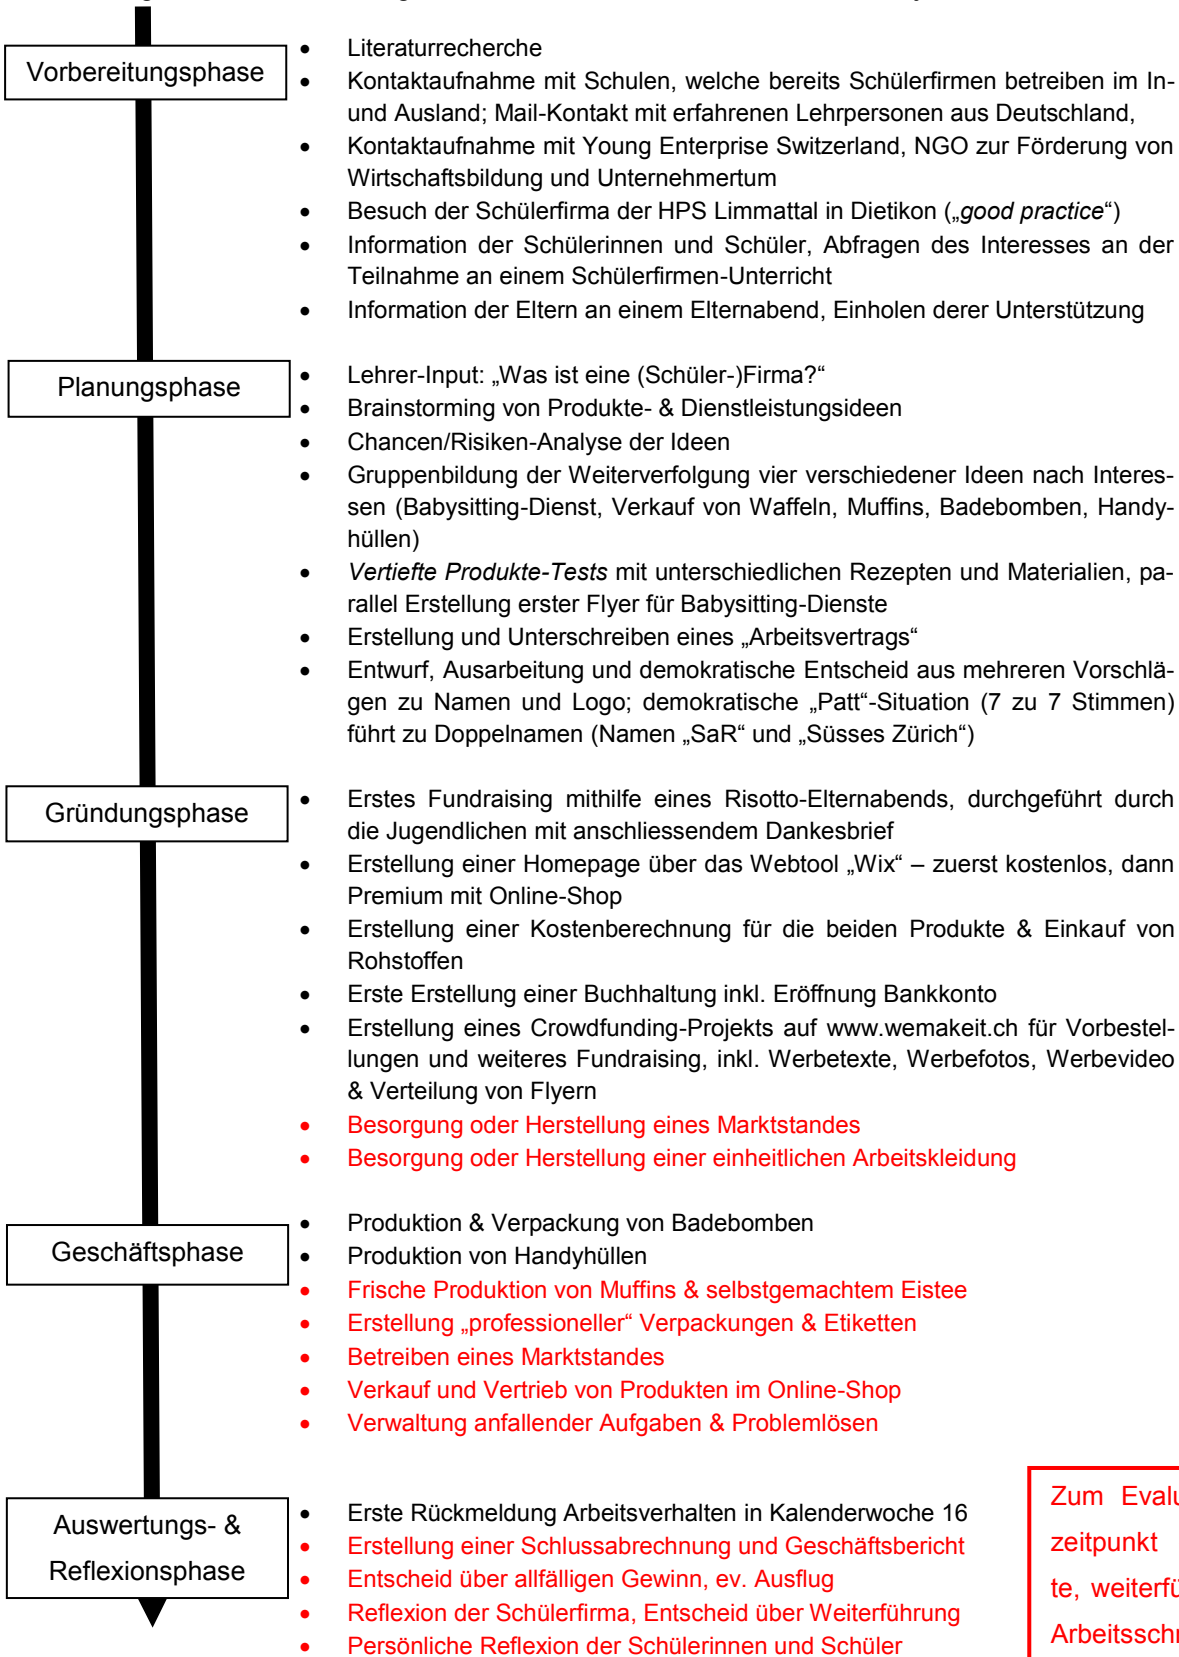 Vorbereitungsphase
• Literaturrecherche
• Kontaktaufnahme mit Schulen, welche bereits Schülerfirmen betreiben im In-
und Ausland; Mail-Kontakt mit erfahrenen Lehrpersonen aus Deutschland,
• Kontaktaufnahme mit Young Enterprise Switzerland, NGO zur Förderung von
Wirtschaftsbildung und Unternehmertum
• Besuch der Schülerfirma der HPS Limmattal in Dietikon („good practice“)
• Information der Schülerinnen und Schüler, Abfragen des Interesses an der
Teilnahme an einem Schülerfirmen-Unterricht
• Information der Eltern an einem Elternabend, Einholen derer Unterstützung
Planungsphase
• Lehrer-Input: „Was ist eine (Schüler-)Firma?“
• Brainstorming von Produkte- & Dienstleistungsideen
• Chancen/Risiken-Analyse der Ideen
• Gruppenbildung der Weiterverfolgung vier verschiedener Ideen nach Interes-
sen (Babysitting-Dienst, Verkauf von Waffeln, Muffins, Badebomben, Handy-
hüllen)
• Vertiefte Produkte-Tests mit unterschiedlichen Rezepten und Materialien, pa-
rallel Erstellung erster Flyer für Babysitting-Dienste
• Erstellung und Unterschreiben eines „Arbeitsvertrags“
• Entwurf, Ausarbeitung und demokratische Entscheid aus mehreren Vorschlä-
gen zu Namen und Logo; demokratische „Patt“-Situation (7 zu 7 Stimmen)
führt zu Doppelnamen (Namen „SaR“ und „Süsses Zürich“)
Gründungsphase
• Erstes Fundraising mithilfe eines Risotto-Elternabends, durchgeführt durch
die Jugendlichen mit anschliessendem Dankesbrief
• Erstellung einer Homepage über das Webtool „Wix“ – zuerst kostenlos, dann
Premium mit Online-Shop
• Erstellung einer Kostenberechnung für die beiden Produkte & Einkauf von
Rohstoffen
• Erste Erstellung einer Buchhaltung inkl. Eröffnung Bankkonto
• Erstellung eines Crowdfunding-Projekts auf www.wemakeit.ch für Vorbestel-
lungen und weiteres Fundraising, inkl. Werbetexte, Werbefotos, Werbevideo
& Verteilung von Flyern
• Besorgung oder Herstellung eines Marktstandes
• Besorgung oder Herstellung einer einheitlichen Arbeitskleidung
Geschäftsphase
• Produktion & Verpackung von Badebomben
• Produktion von Handyhüllen
• Frische Produktion von Muffins & selbstgemachtem Eistee
• Erstellung „professioneller“ Verpackungen & Etiketten
• Betreiben eines Marktstandes
• Verkauf und Vertrieb von Produkten im Online-Shop
• Verwaltung anfallender Aufgaben & Problemlösen
Auswertungs- &
Reflexionsphase
• Erste Rückmeldung Arbeitsverhalten in Kalenderwoche 16
• Erstellung einer Schlussabrechnung und Geschäftsbericht
• Entscheid über allfälligen Gewinn, ev. Ausflug
• Reflexion der Schülerfirma, Entscheid über Weiterführung
• Persönliche Reflexion der Schülerinnen und Schüler
Zum Evalu
zeitpunkt
te, weiterfü
Arbeitsschr